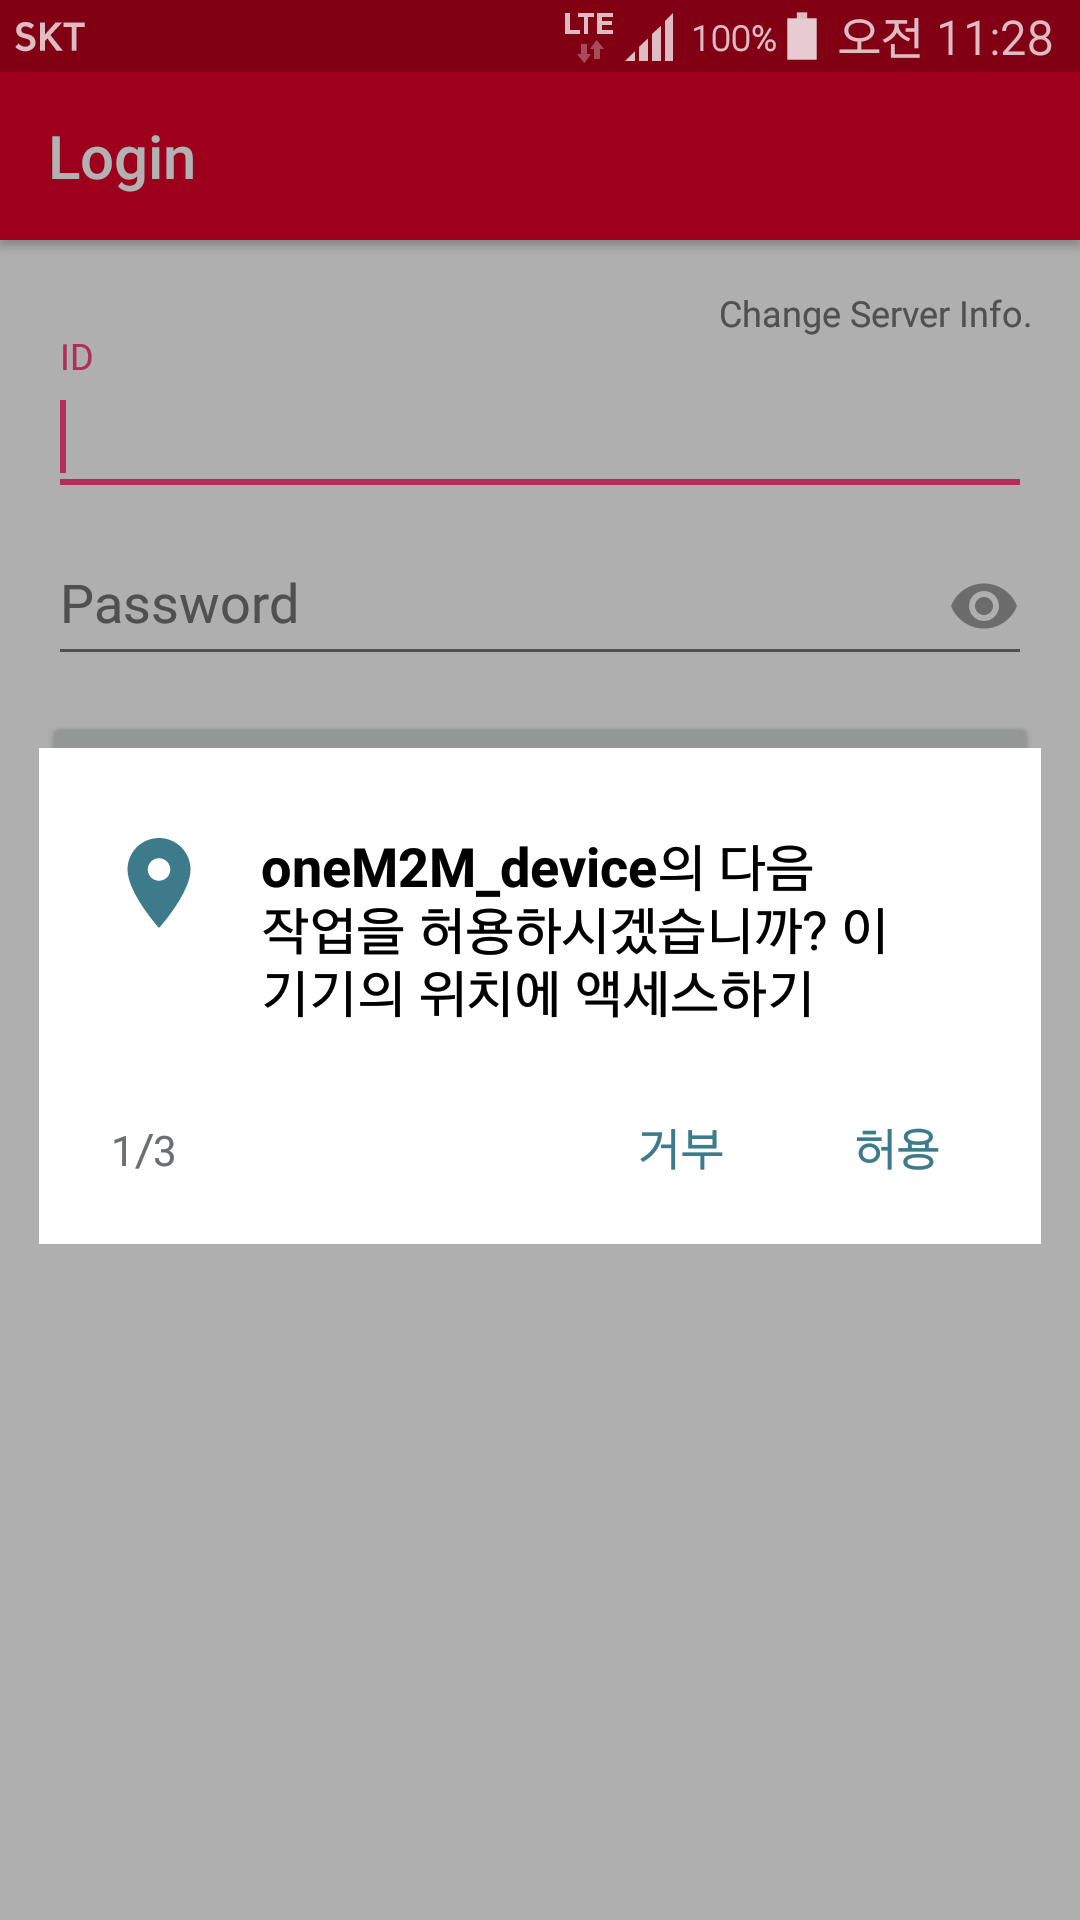 SKT LTE 100% 오전 11:28
Login
Change Server Info.
ID
Password
oneM2M_device의 다음
작업을 허용하시겠습니까? 이
기기의 위치에 액세스하기
1/3 거부 허용